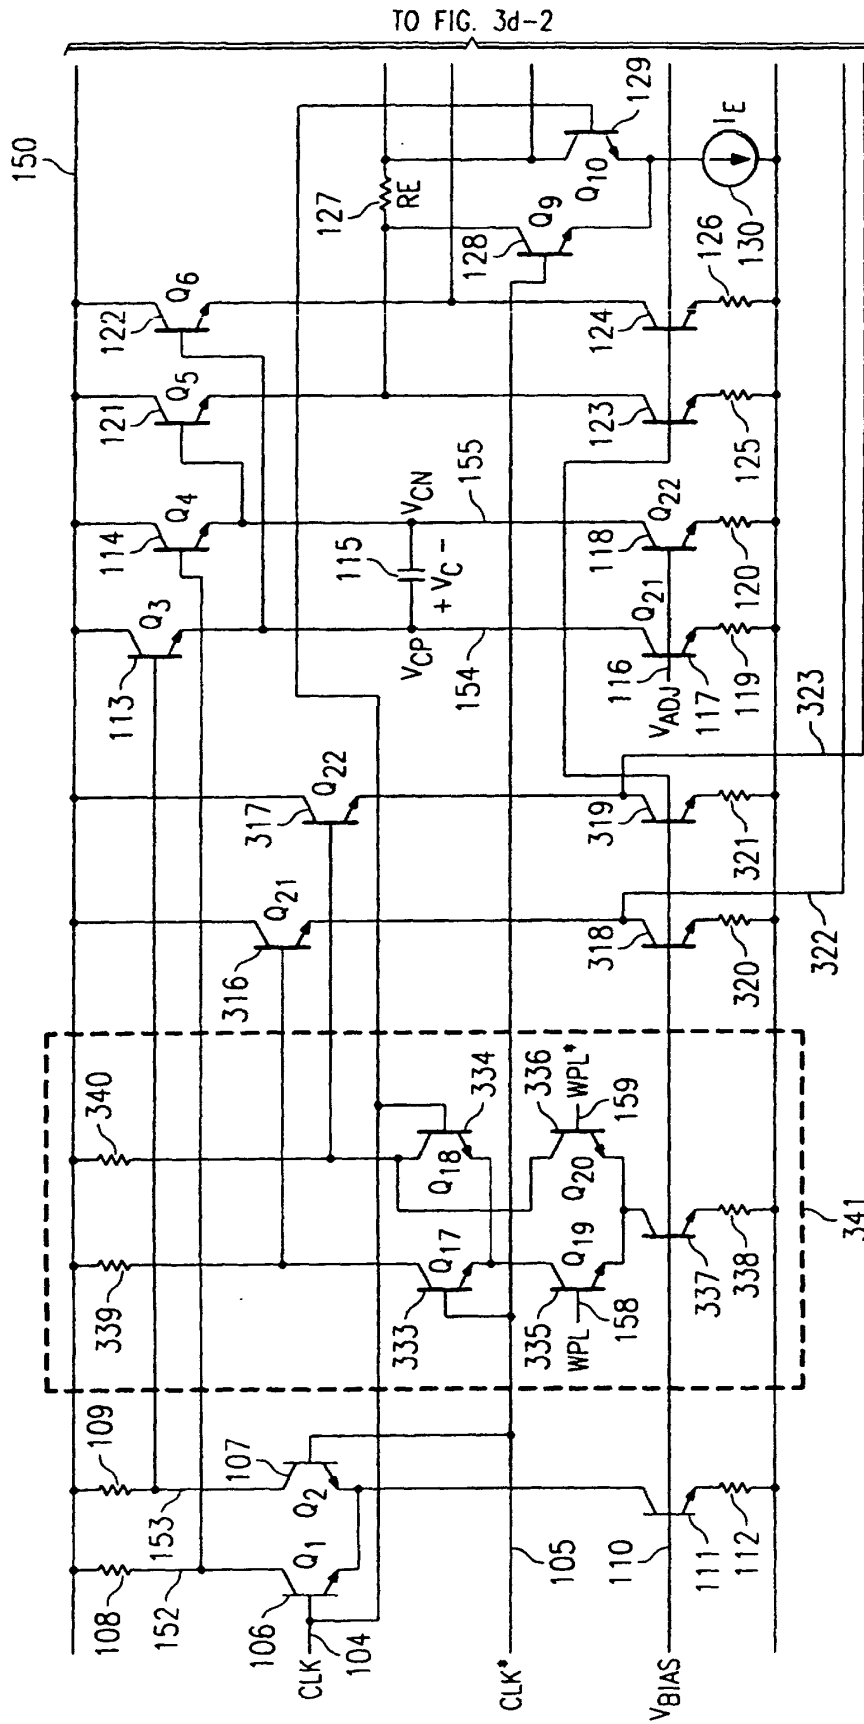 TO FIG. 3d-2
150
108
109
152
153
106
Q1
Q2
107
CLK
104
CLK*
105
VBIAS
110
111
112
339
340
333
Q17
Q18
334
335
Q19
Q20
336
WPL
158
WPL*
159
337
338
341
316
Q21
317
Q22
318
319
320
321
322
323
113
Q3
114
Q4
121
Q5
122
Q6
VCP
115
VCN
+ VC -
154
155
116
VADJ
Q21
Q22
117
118
119
120
123
124
125
126
127
RE
128
Q9
Q10
129
IE
130